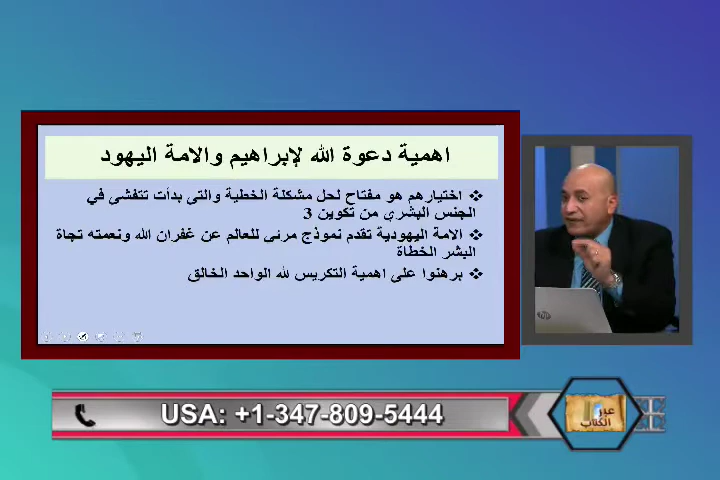 اهمية دعوة الله لإبراهيم والامة اليهود
❖ اختيارهم هو مفتاح لحل مشكلة الخطية والتى بدأت تتفشى في
الجنس البشري من تكوين 3
❖ الامة اليهودية تقدم نموذج مرئى للعالم عن غفران الله ونعمته تجاة
البشر الخطاة
❖ برهنوا على اهمية التكريس لله الواحد الخالق
USA: +1-347-809-5444
عبر
الكتاب